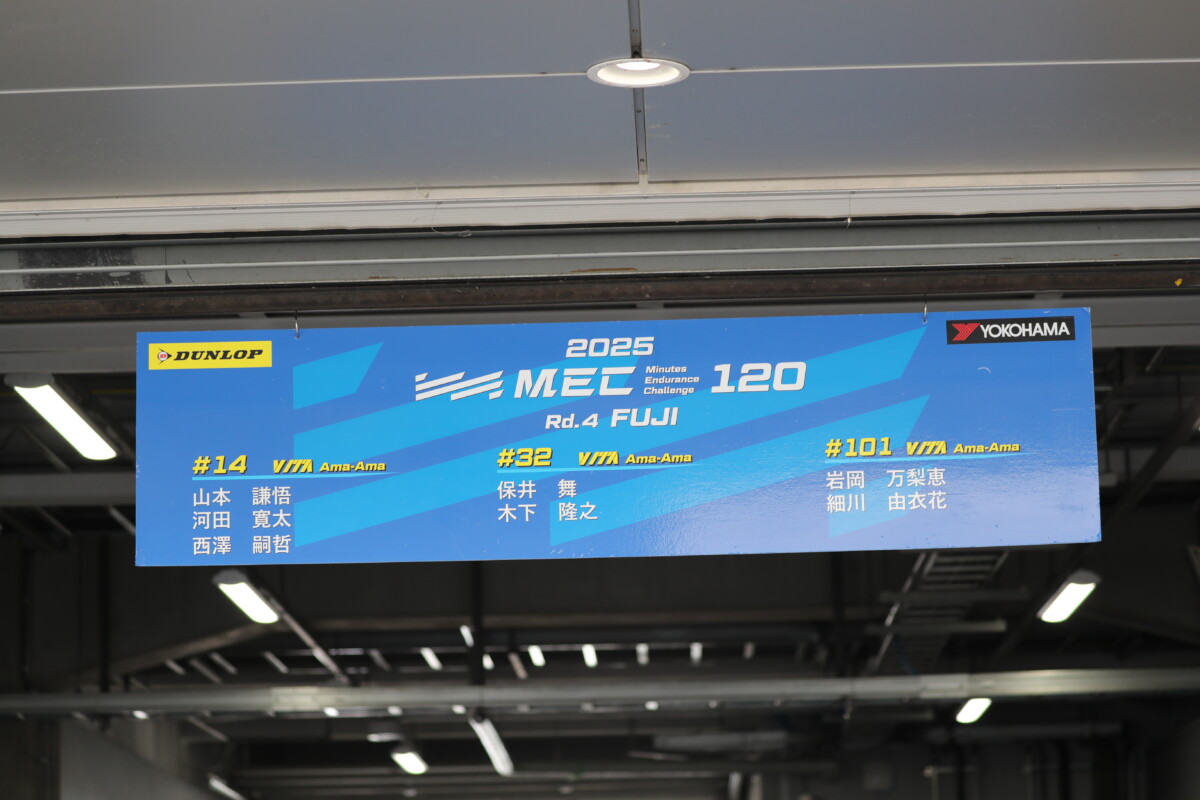 DUNLOP
YOKOHAMA
2025
MEC Minutes Endurance Challenge 120
Rd.4 FUJI
#14 VITA Ama-Ama
山本 謙悟
河田 寛太
西澤 嗣哲
#32 VITA Ama-Ama
保井 舞
木下 隆之
#101 VITA Ama-Ama
岩岡 万梨恵
細川 由衣花